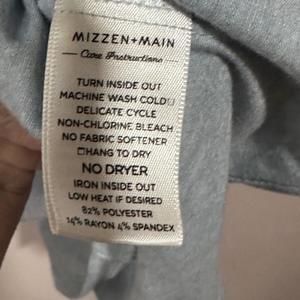 MIZZEN+MAIN
Care Instructions
TURN INSIDE OUT
MACHINE WASH COLD
DELICATE CYCLE
NON-CHLORINE BLEACH
NO FABRIC SOFTENER
HANG TO DRY
NO DRYER
IRON INSIDE OUT
LOW HEAT IF DESIRED
82% POLYESTER
14% RAYON 4% SPANDEX